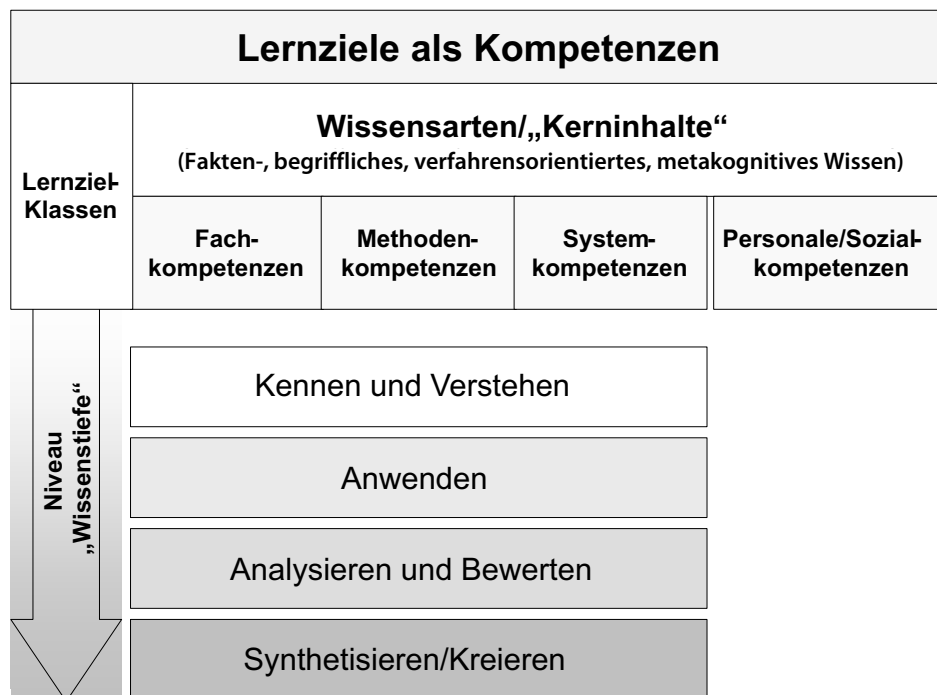 Lernziele als Kompetenzen
Wissensarten/„Kerninhalte“
(Fakten-, begriffliches, verfahrensorientiertes, metakognitives Wissen)
Lernziel-
Klassen
Fach-
kompetenzen
Methoden-
kompetenzen
System-
kompetenzen
Personale/Sozial-
kompetenzen
Niveau
„Wissenstiefe“
Kennen und Verstehen
Anwenden
Analysieren und Bewerten
Synthetisieren/Kreieren